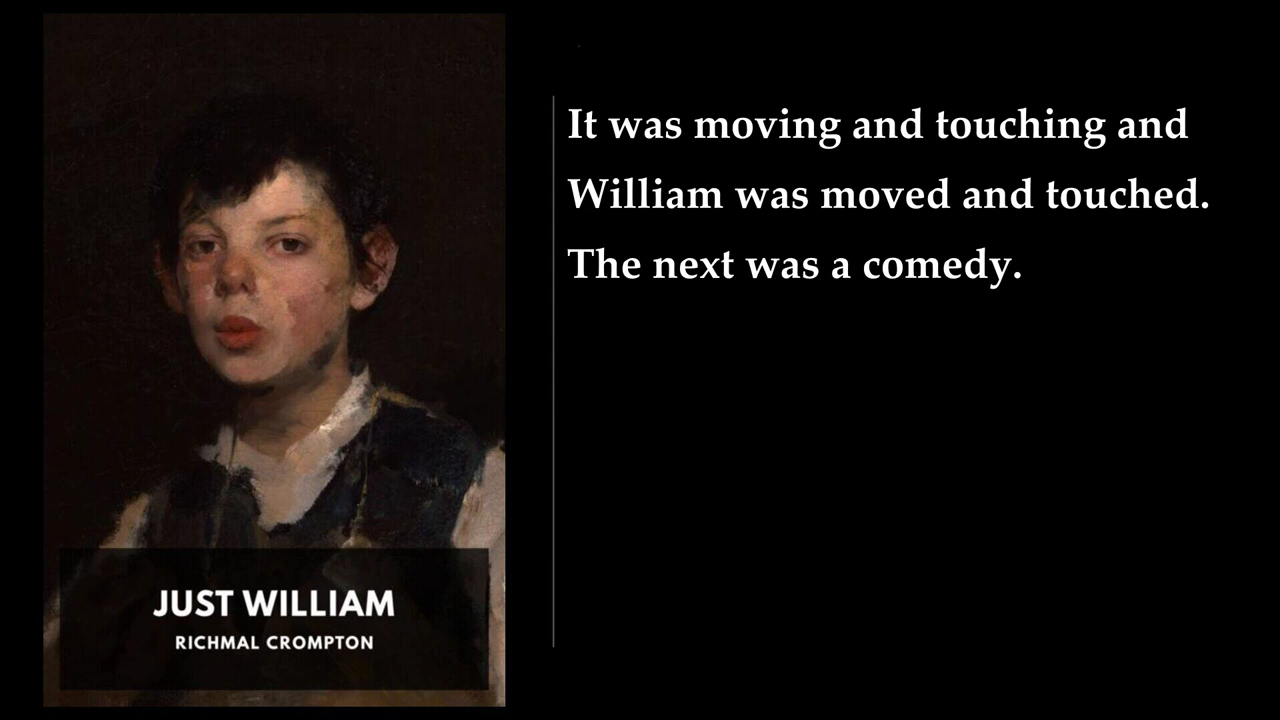 JUST WILLIAM
RICHMAL CROMPTON
It was moving and touching and
William was moved and touched.
The next was a comedy.